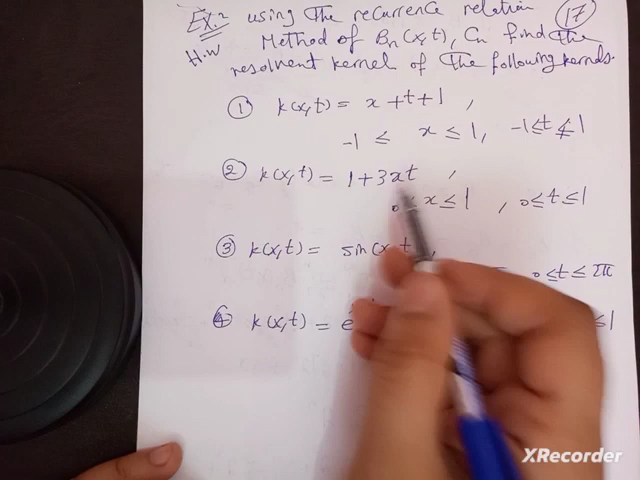 Ex.2 using The recurrence relation (17)
H.W Method of Bn(x,t), Cn find the
resolvent kernel of the following kernels.
① k(x,t) = x+t+1 ,
-1 ≤ x ≤ 1, -1≤t≤1
② k(x,t) = 1+3xt ,
x ≤ 1 , 0≤t≤1
③ k(x,t) = sin(x t ,
0≤t≤ 2π
④ k(x,t) = e ≤1
XRecorder